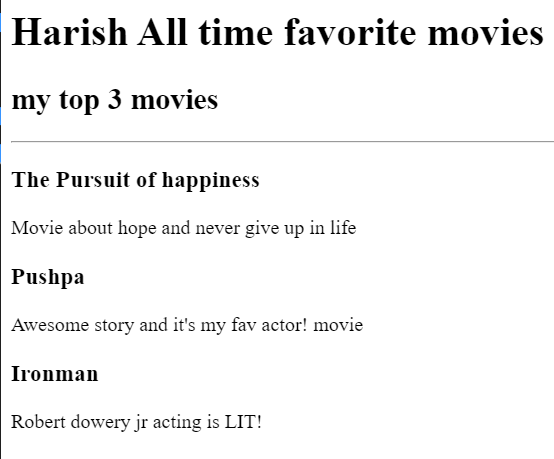 Harish All time favorite movies
my top 3 movies
The Pursuit of happiness
Movie about hope and never give up in life
Pushpa
Awesome story and it's my fav actor! movie
Ironman
Robert dowery jr acting is LIT!